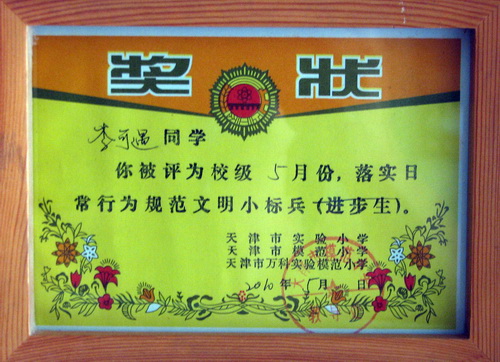 奖状
李可遇同学
你被评为校级5月份，落实日
常行为规范文明小标兵（进步生）。
天津市实验小学
天津市模范小学
天津市万科实验模范小学
2010年5月 日